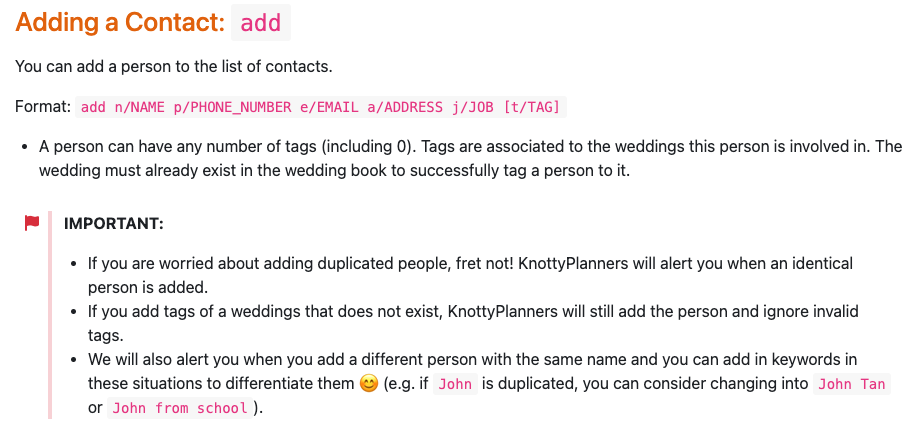 Adding a Contact: add
You can add a person to the list of contacts.
Format: add n/NAME p/PHONE_NUMBER e/EMAIL a/ADDRESS j/JOB [t/TAG]
• A person can have any number of tags (including 0). Tags are associated to the weddings this person is involved in. The
wedding must already exist in the wedding book to successfully tag a person to it.
IMPORTANT:
• If you are worried about adding duplicated people, fret not! KnottyPlanners will alert you when an identical
person is added.
• If you add tags of a weddings that does not exist, KnottyPlanners will still add the person and ignore invalid
tags.
• We will also alert you when you add a different person with the same name and you can add in keywords in
these situations to differentiate them 😊 (e.g. if John is duplicated, you can consider changing into John Tan
or John from school ).